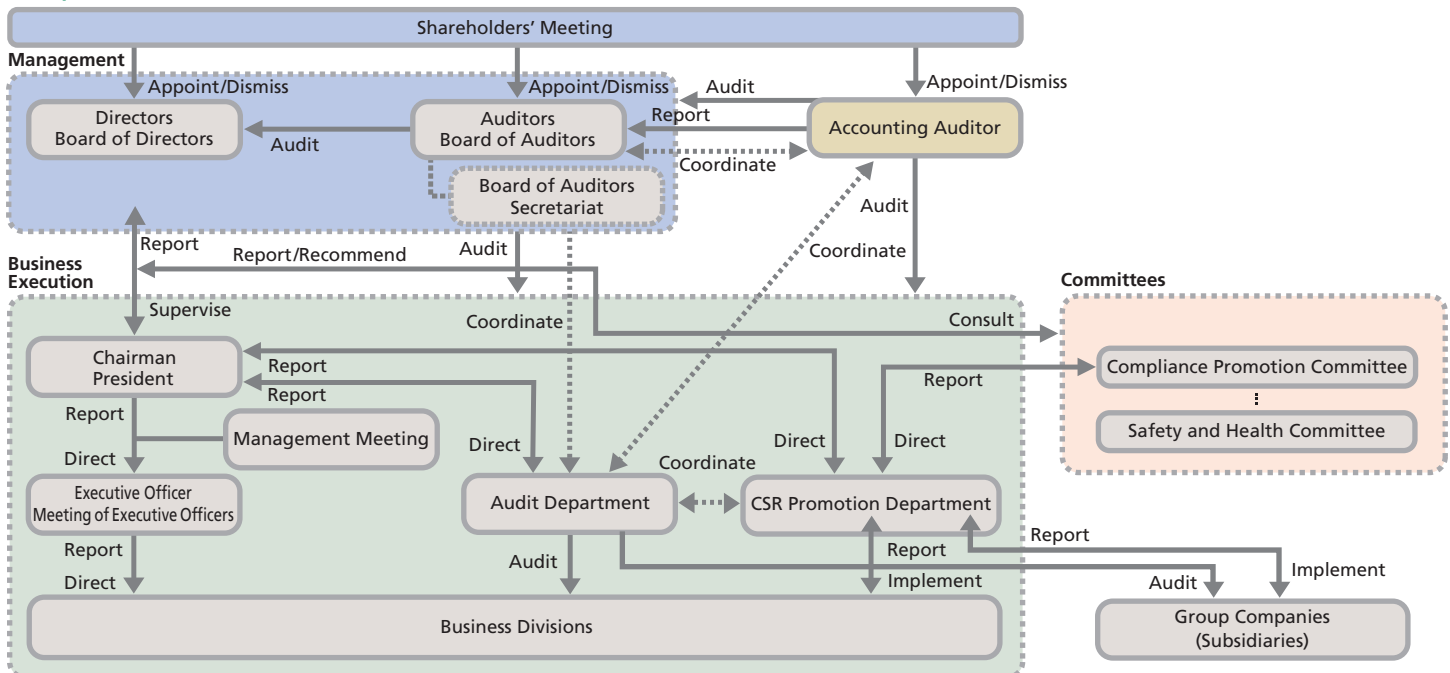 Shareholders' Meeting
Management
Appoint/Dismiss
Appoint/Dismiss
Appoint/Dismiss
Audit
Directors
Board of Directors
Audit
Auditors
Board of Auditors
Report
Accounting Auditor
Coordinate
Board of Auditors
Secretariat
Audit
Report
Report/Recommend
Audit
Coordinate
Business
Execution
Committees
Supervise
Coordinate
Consult
Chairman
President
Report
Report
Report
Compliance Promotion Committee
Report
Management Meeting
Safety and Health Committee
Direct
Direct
Direct
Direct
Coordinate
Executive Officer
Meeting of Executive Officers
Audit Department
CSR Promotion Department
Report
Direct
Audit
Report
Implement
Report
Implement
Audit
Business Divisions
Group Companies
(Subsidiaries)